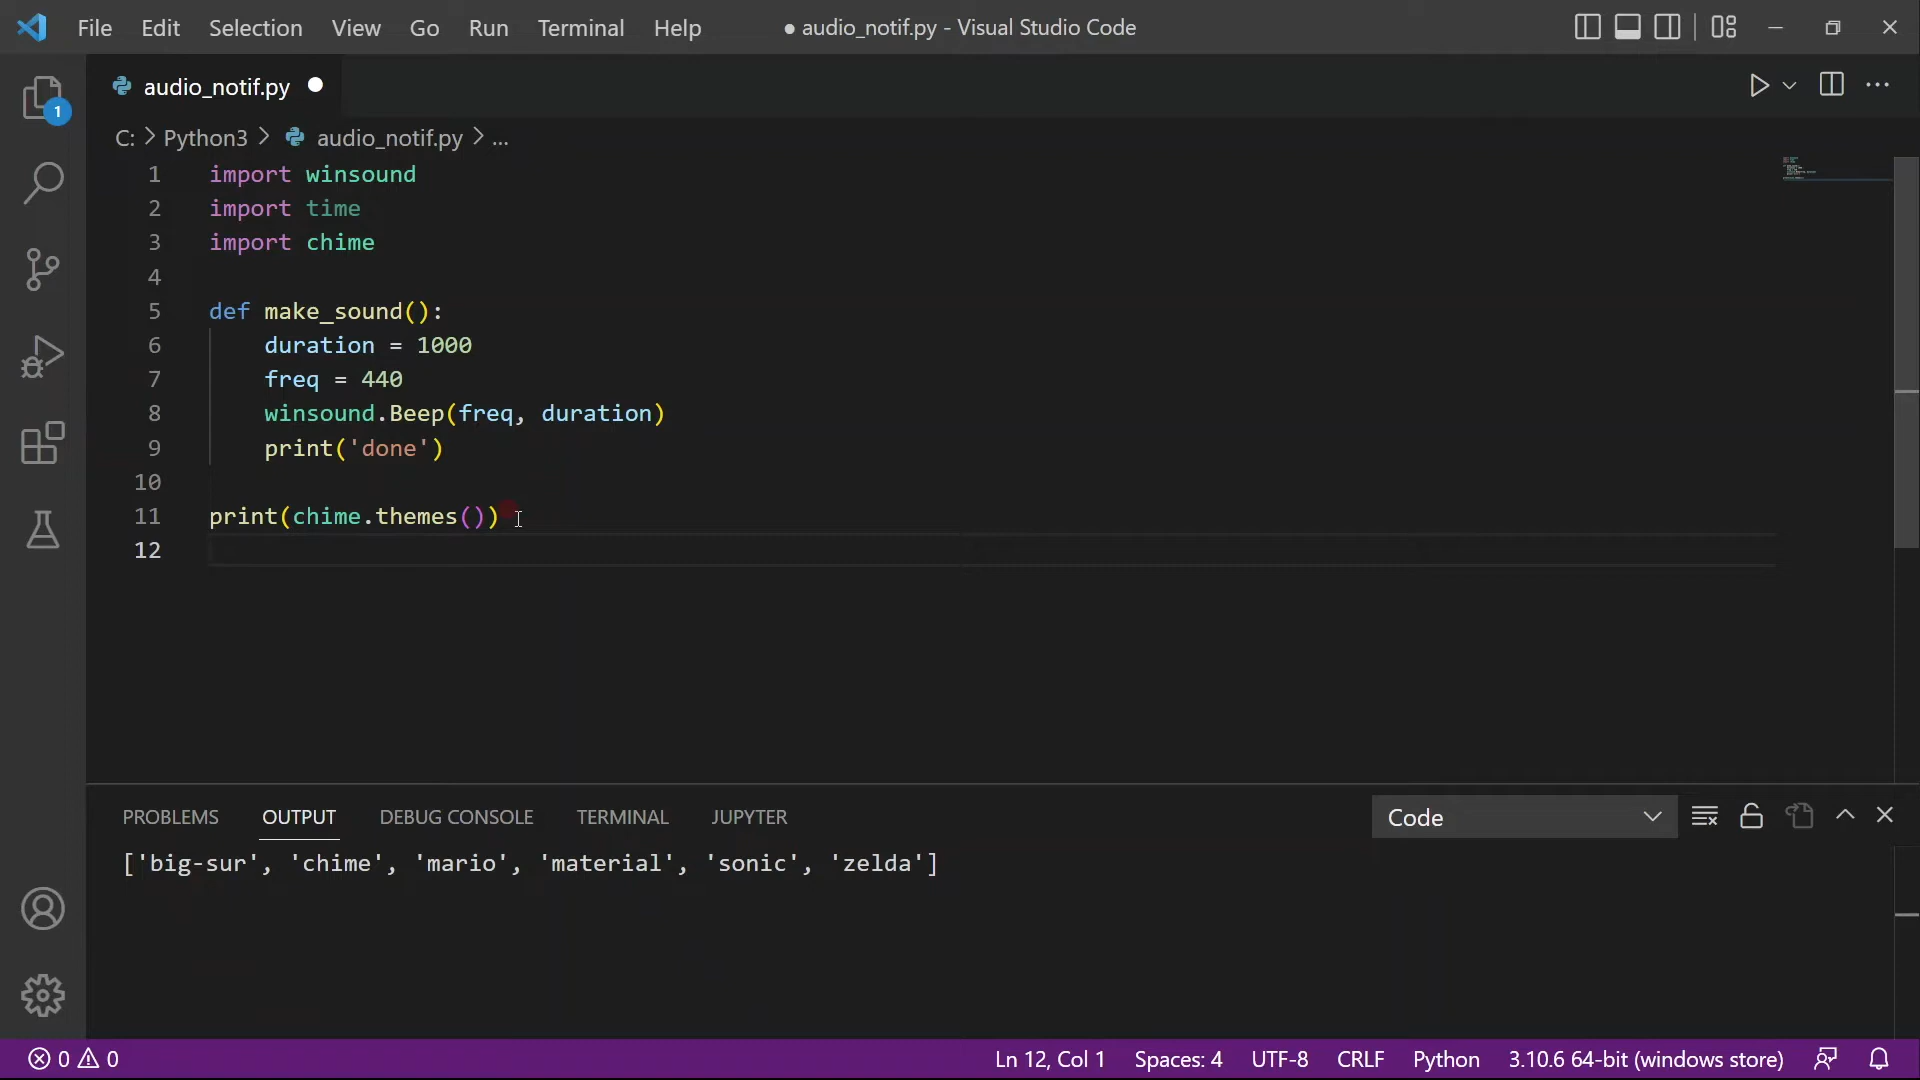 File Edit Selection View Go Run Terminal Help ● audio_notif.py - Visual Studio Code
audio_notif.py ●
1
C: > Python3 > audio_notif.py > ...
1 import winsound
2 import time
3 import chime
4
5 def make_sound():
6     duration = 1000
7     freq = 440
8     winsound.Beep(freq, duration)
9     print('done')
10
11 print(chime.themes())
12
PROBLEMS OUTPUT DEBUG CONSOLE TERMINAL JUPYTER Code
['big-sur', 'chime', 'mario', 'material', 'sonic', 'zelda']
0 0 Ln 12, Col 1 Spaces: 4 UTF-8 CRLF Python 3.10.6 64-bit (windows store)